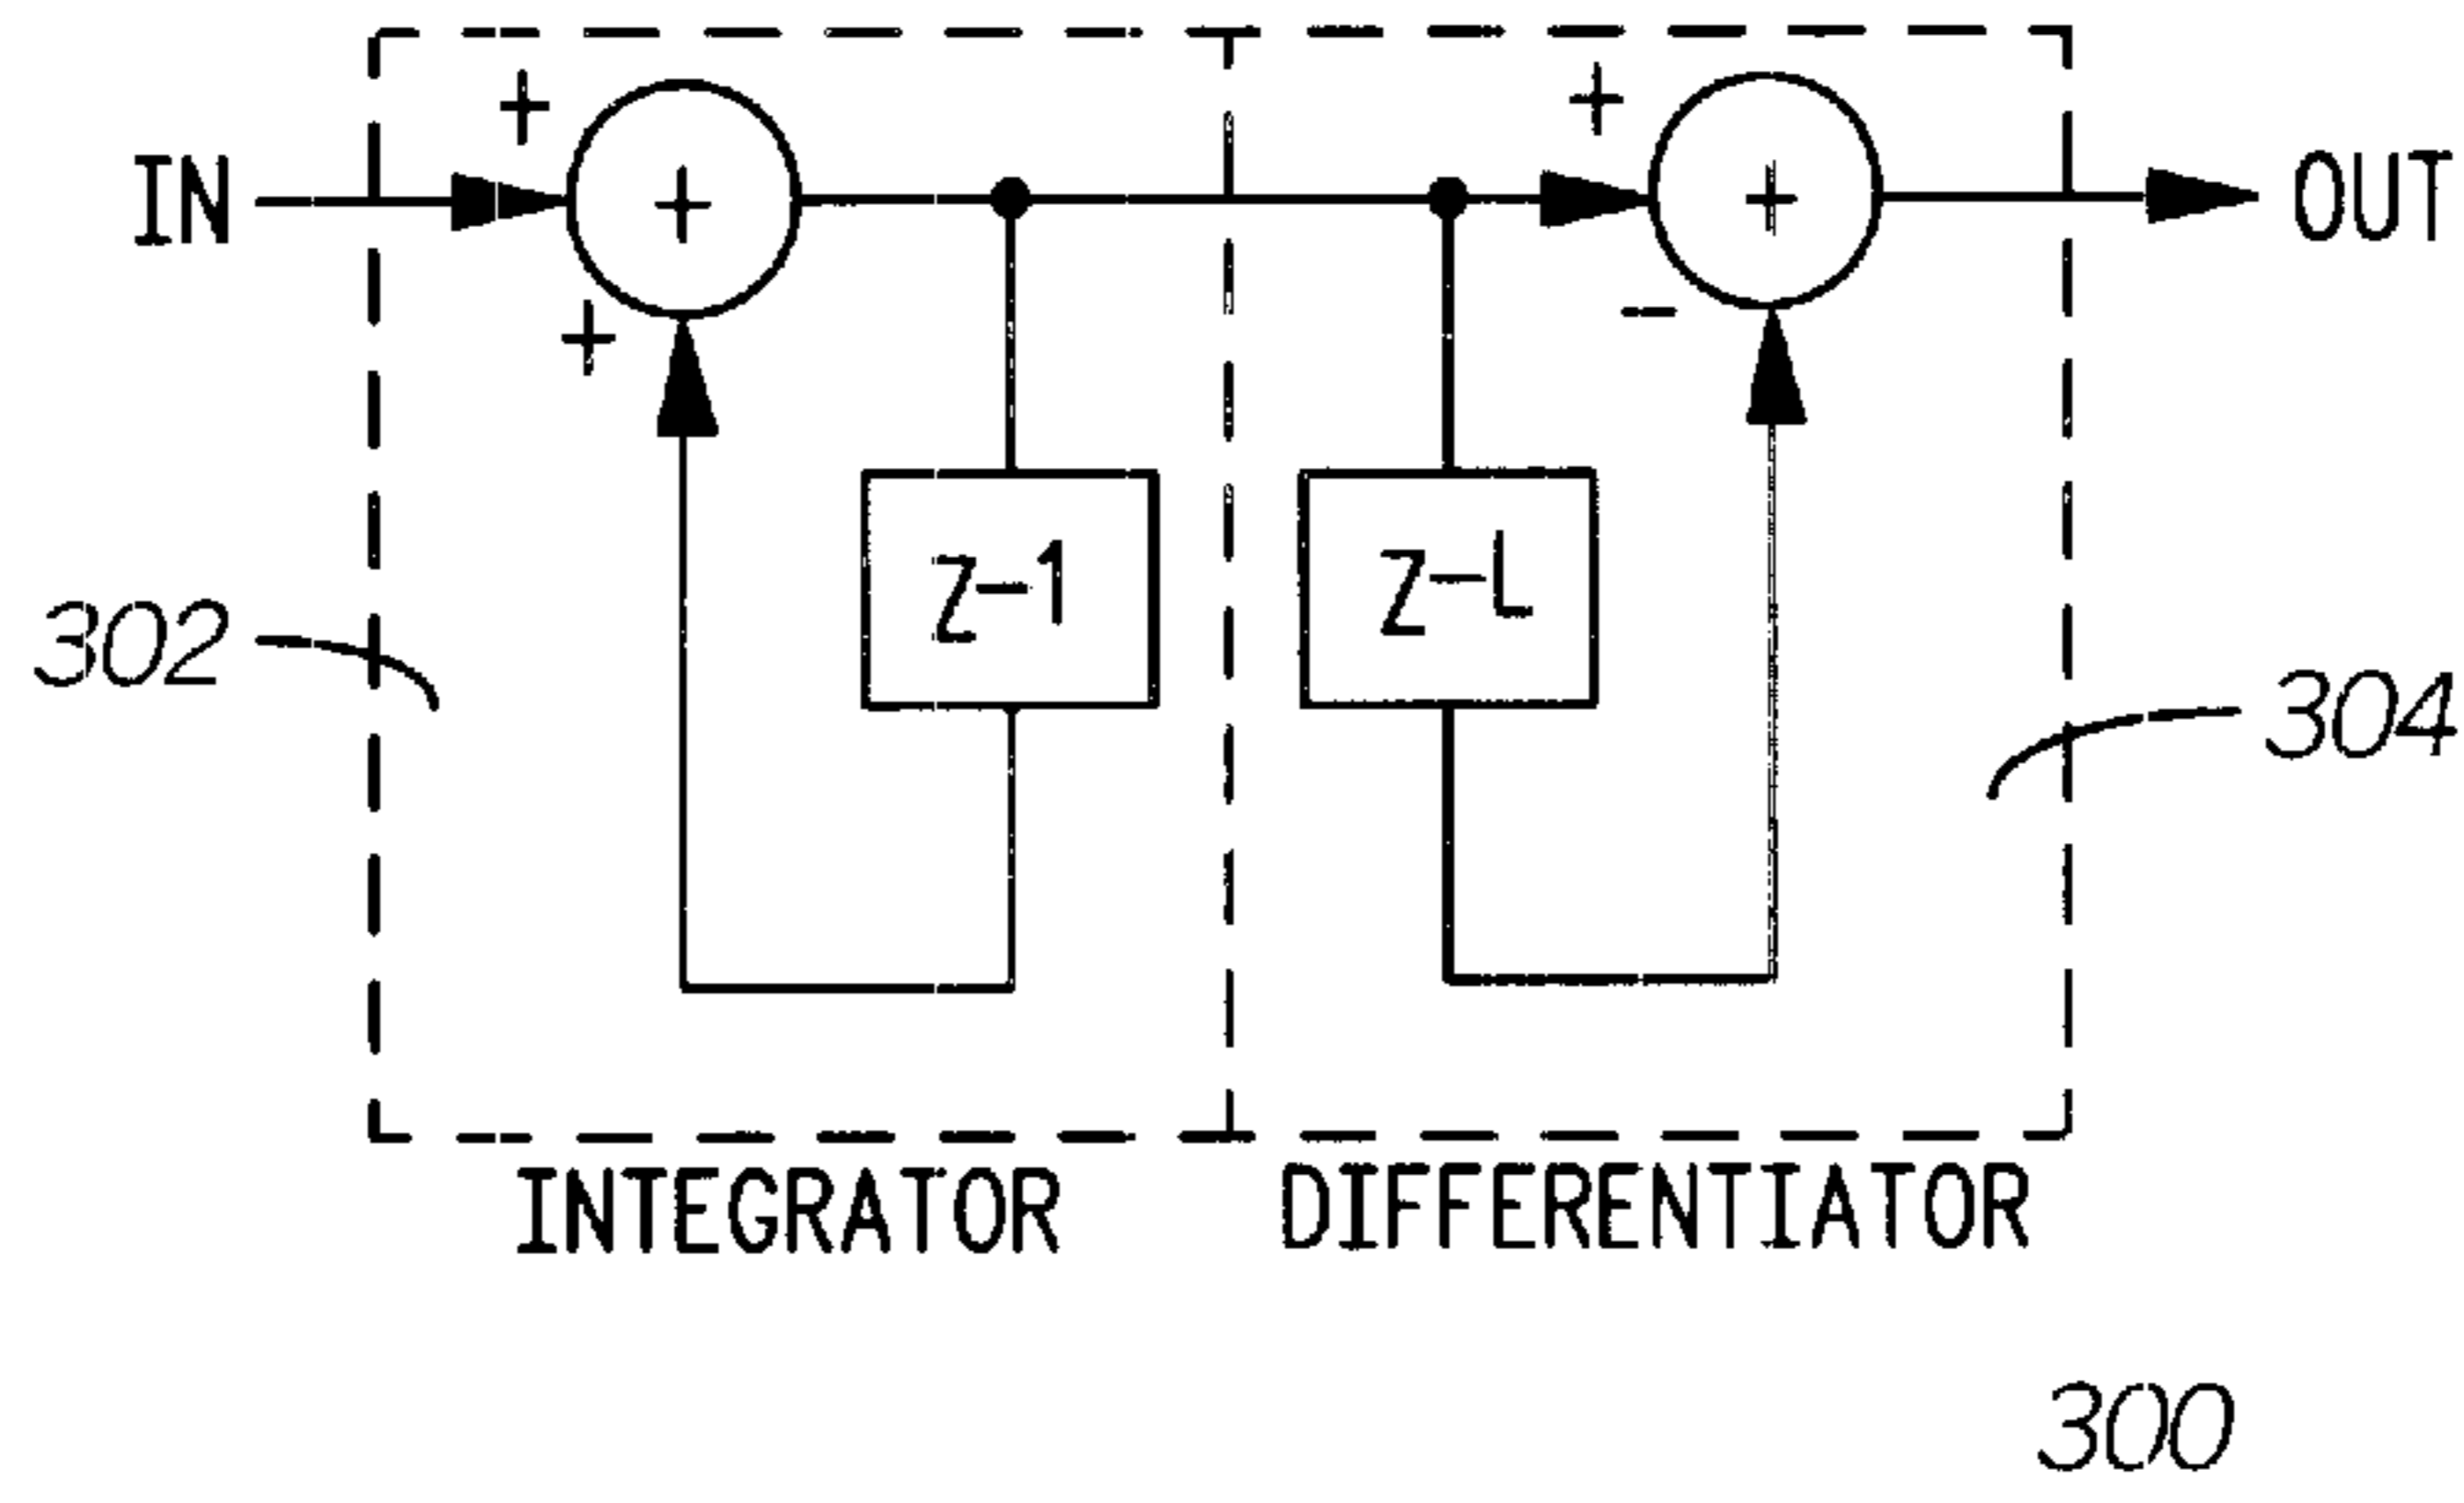 + +
IN + + OUT
+ -
z-1 z-L
302 304
INTEGRATOR DIFFERENTIATOR
300